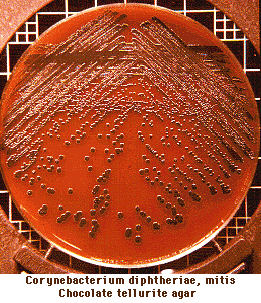 Corynebacterium diphtheriae, mitis
Chocolate tellurite agar